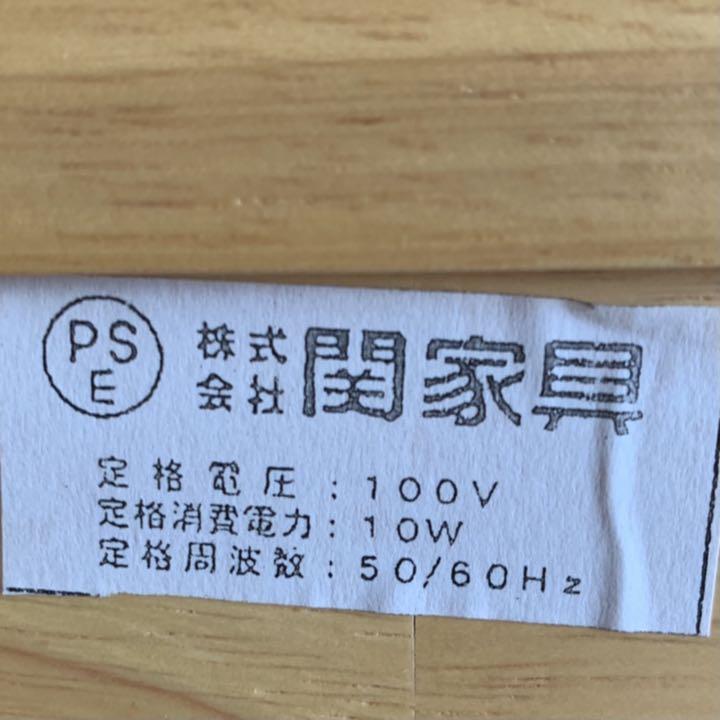 PS
E
株式
会社
関家具
定格電圧：100V
定格消費電力：10W
定格周波数：50/60Hz